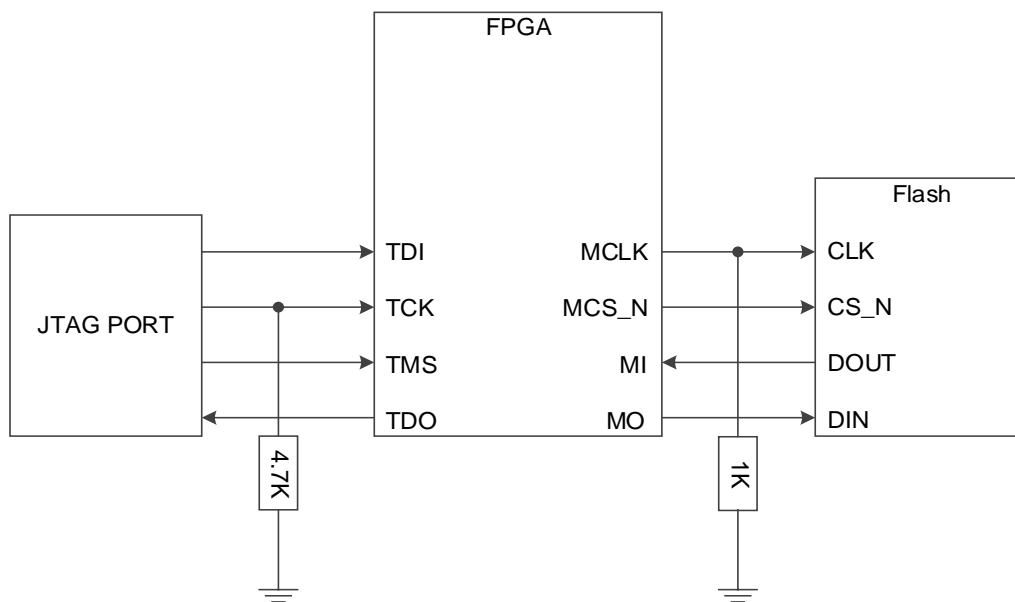 FPGA
Flash
JTAG PORT
TDI
TCK
TMS
TDO
MCLK
MCS_N
MI
MO
CLK
CS_N
DOUT
DIN
4.7K
1K